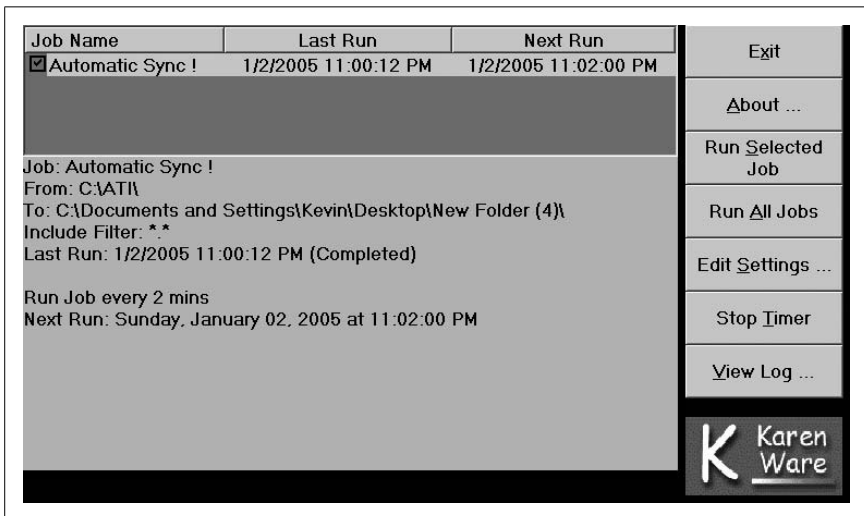 Job Name Last Run Next Run
Automatic Sync ! 1/2/2005 11:00:12 PM 1/2/2005 11:02:00 PM
Job: Automatic Sync !
From: C:\ATI\
To: C:\Documents and Settings\Kevin\Desktop\New Folder (4)\
Include Filter: *.*
Last Run: 1/2/2005 11:00:12 PM (Completed)
Run Job every 2 mins
Next Run: Sunday, January 02, 2005 at 11:02:00 PM
Exit
About ...
Run Selected
Job
Run All Jobs
Edit Settings ...
Stop Timer
View Log ...
K Karen
Ware